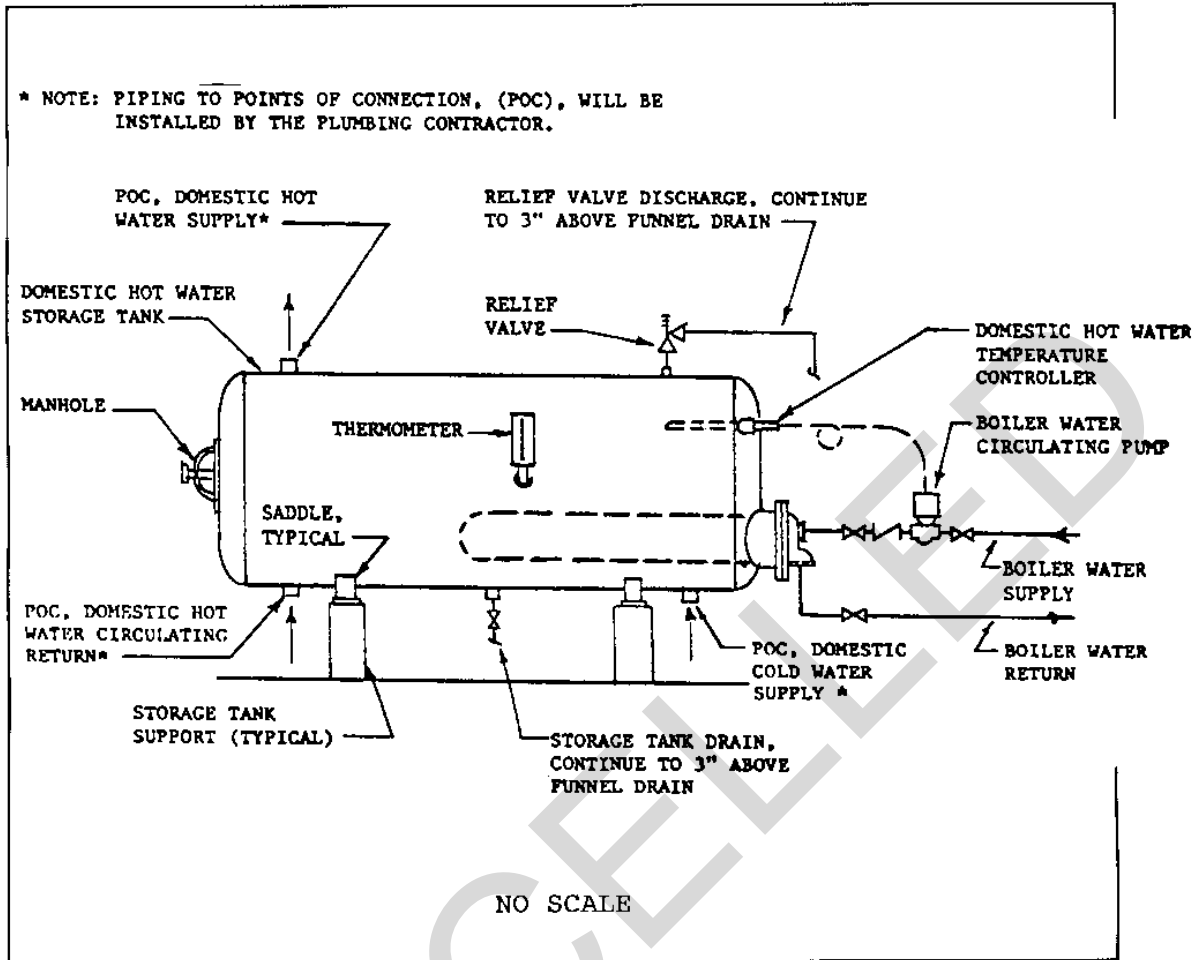 * NOTE: PIPING TO POINTS OF CONNECTION, (POC), WILL BE
INSTALLED BY THE PLUMBING CONTRACTOR.
POC, DOMESTIC HOT
WATER SUPPLY*
RELIEF VALVE DISCHARGE, CONTINUE
TO 3" ABOVE FUNNEL DRAIN
DOMESTIC HOT WATER
STORAGE TANK
RELIEF
VALVE
DOMESTIC HOT WATER
TEMPERATURE
CONTROLLER
MANHOLE
THERMOMETER
BOILER WATER
CIRCULATING PUMP
SADDLE,
TYPICAL
BOILER WATER
SUPPLY
POC, DOMESTIC HOT
WATER CIRCULATING
RETURN*
POC, DOMESTIC
COLD WATER
SUPPLY *
BOILER WATER
RETURN
STORAGE TANK
SUPPORT (TYPICAL)
STORAGE TANK DRAIN,
CONTINUE TO 3" ABOVE
FUNNEL DRAIN
NO SCALE
CELLED